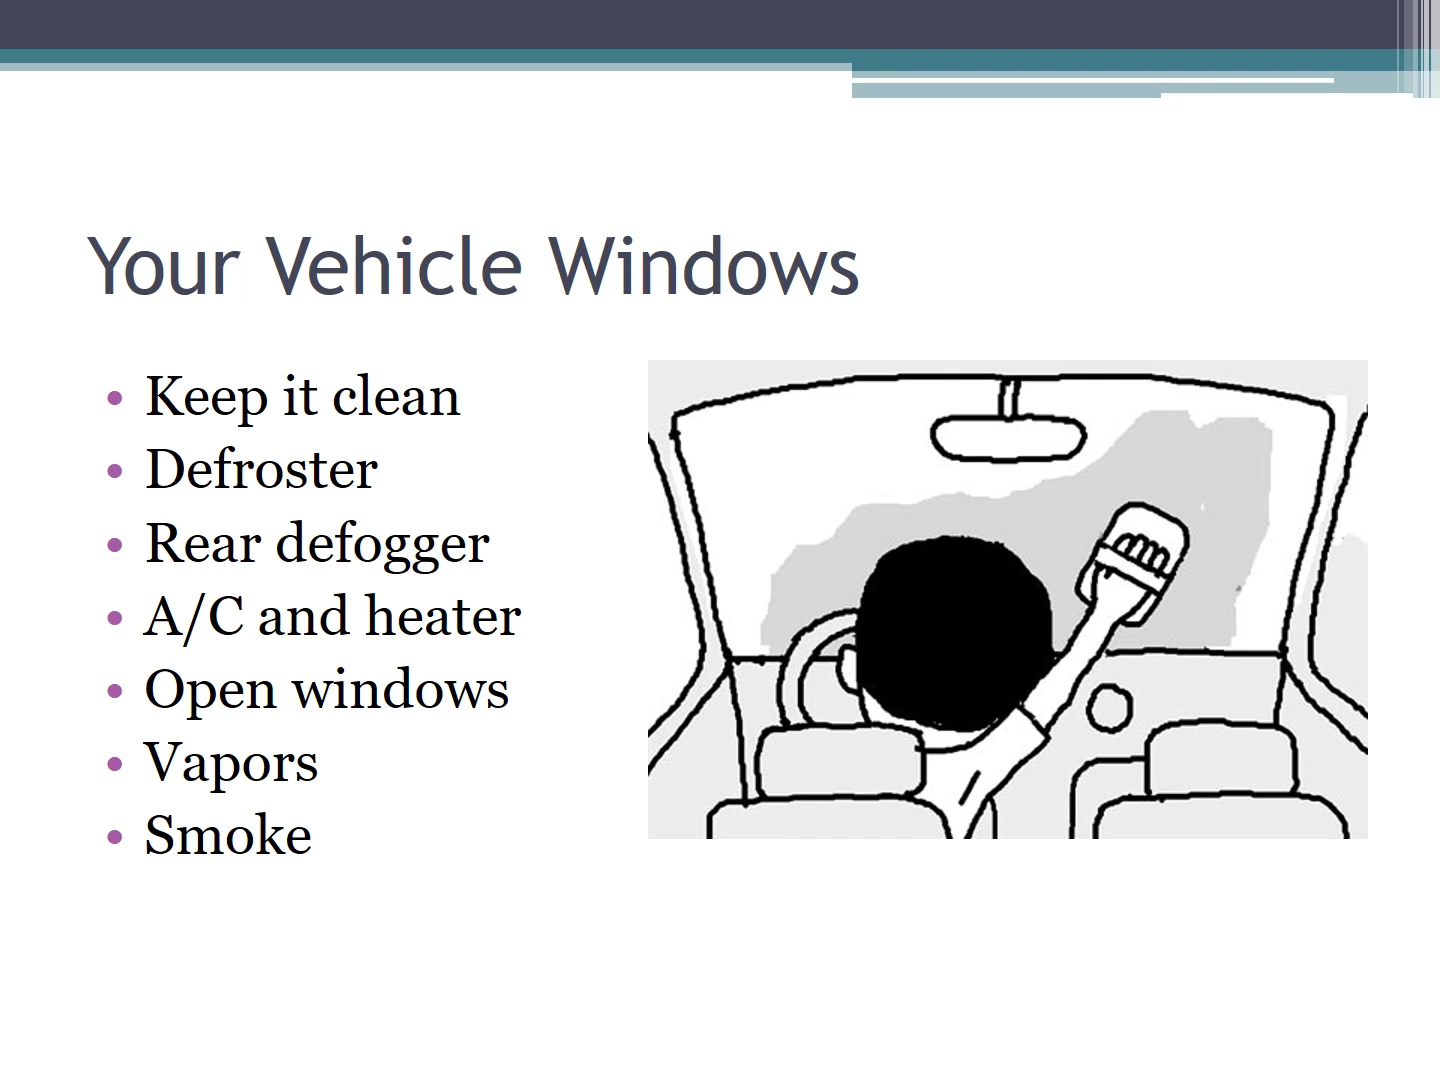 Your Vehicle Windows
• Keep it clean
• Defroster
• Rear defogger
• A/C and heater
• Open windows
• Vapors
• Smoke